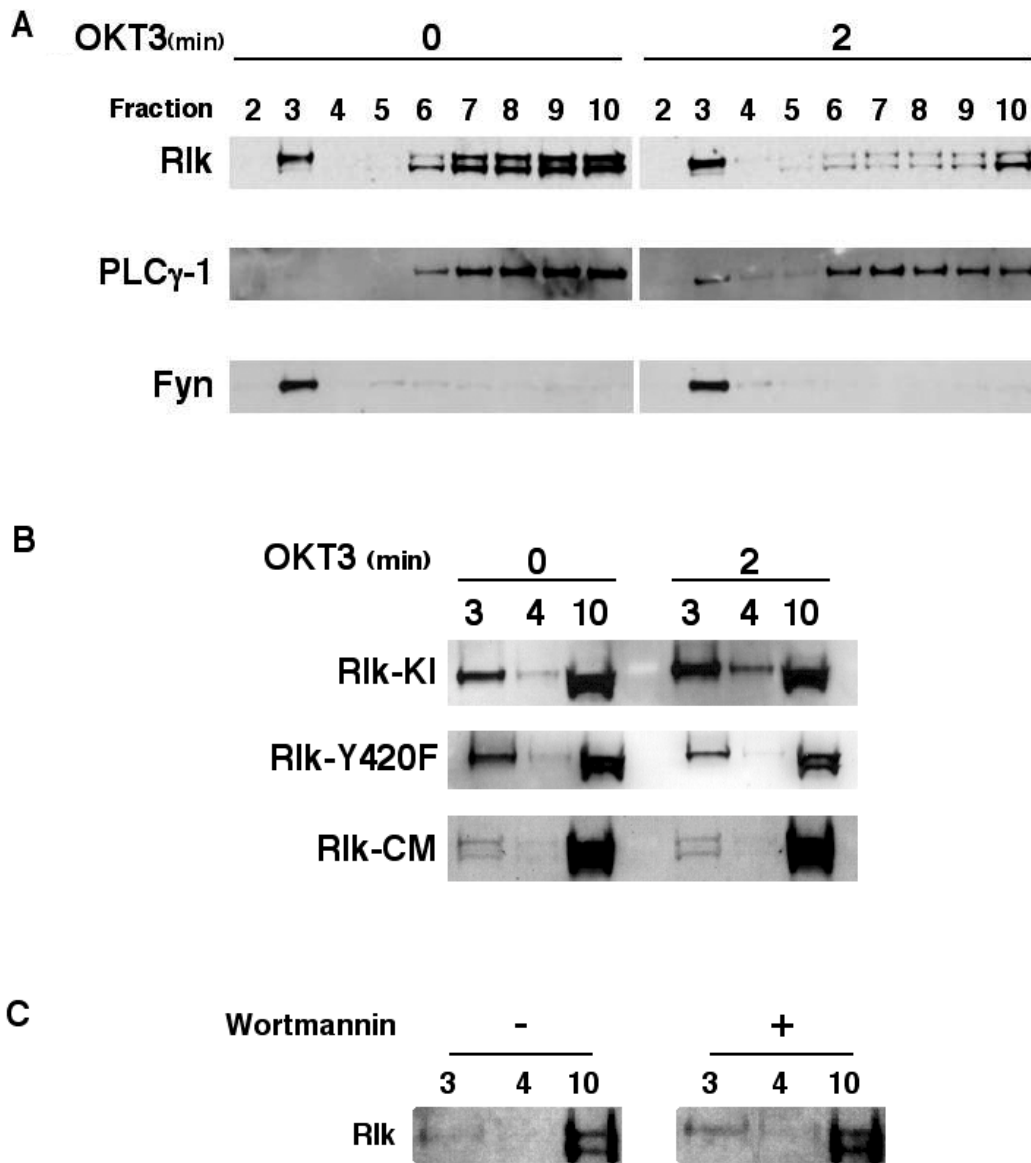 A
OKT3(min) 0 2
Fraction 2 3 4 5 6 7 8 9 10 2 3 4 5 6 7 8 9 10
Rlk
PLCγ-1
Fyn
B
OKT3 (min) 0 2
3 4 10 3 4 10
Rlk-KI
Rlk-Y420F
Rlk-CM
C
Wortmannin - +
3 4 10 3 4 10
Rlk